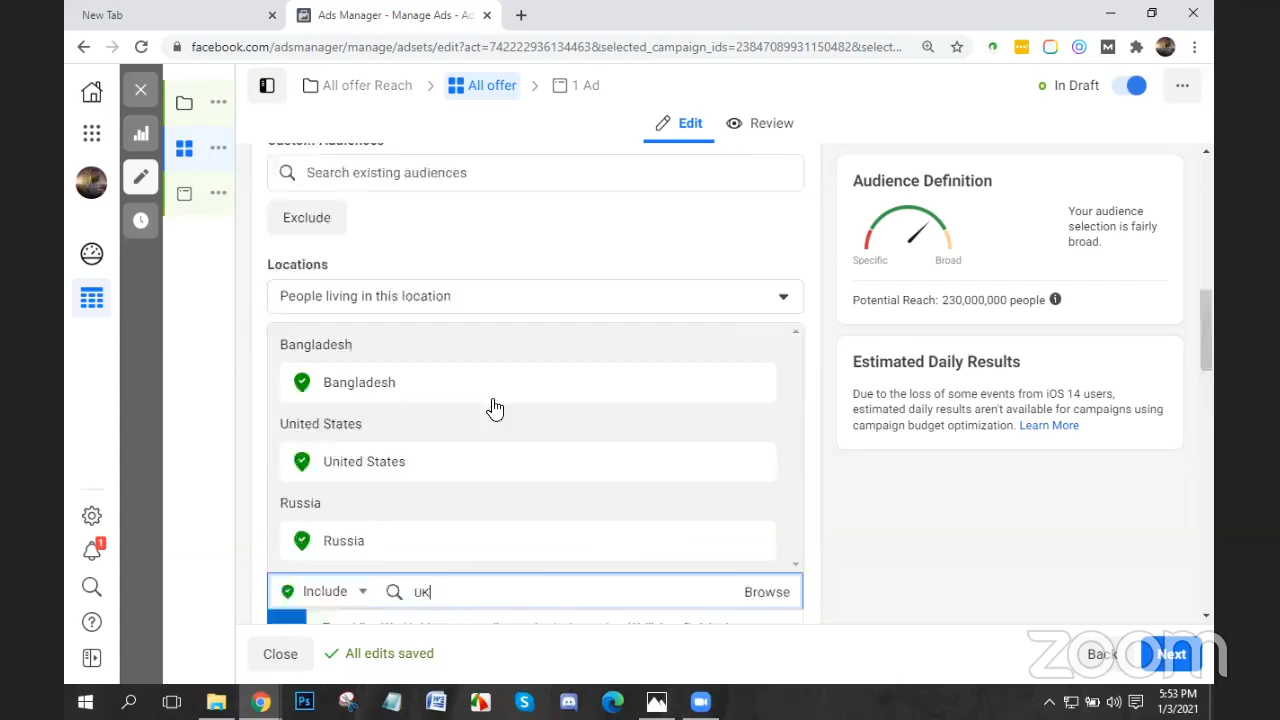 New Tab
Ads Manager - Manage Ads - Ac
facebook.com/adsmanager/manage/adsets/edit?act=742222936134463&selected_campaign_ids=23847089931150482&select...
All offer Reach
All offer
1 Ad
In Draft
Edit
Review
Custom Audiences
Search existing audiences
Exclude
Locations
People living in this location
Bangladesh
Bangladesh
United States
United States
Russia
Russia
Include
UK
Browse
Close
All edits saved
Back
Next
Audience Definition
Specific
Broad
Your audience
selection is fairly
broad.
Potential Reach: 230,000,000 people
Estimated Daily Results
Due to the loss of some events from iOS 14 users,
estimated daily results aren't available for campaigns using
campaign budget optimization. Learn More
1
zoom
5:53 PM
1/3/2021